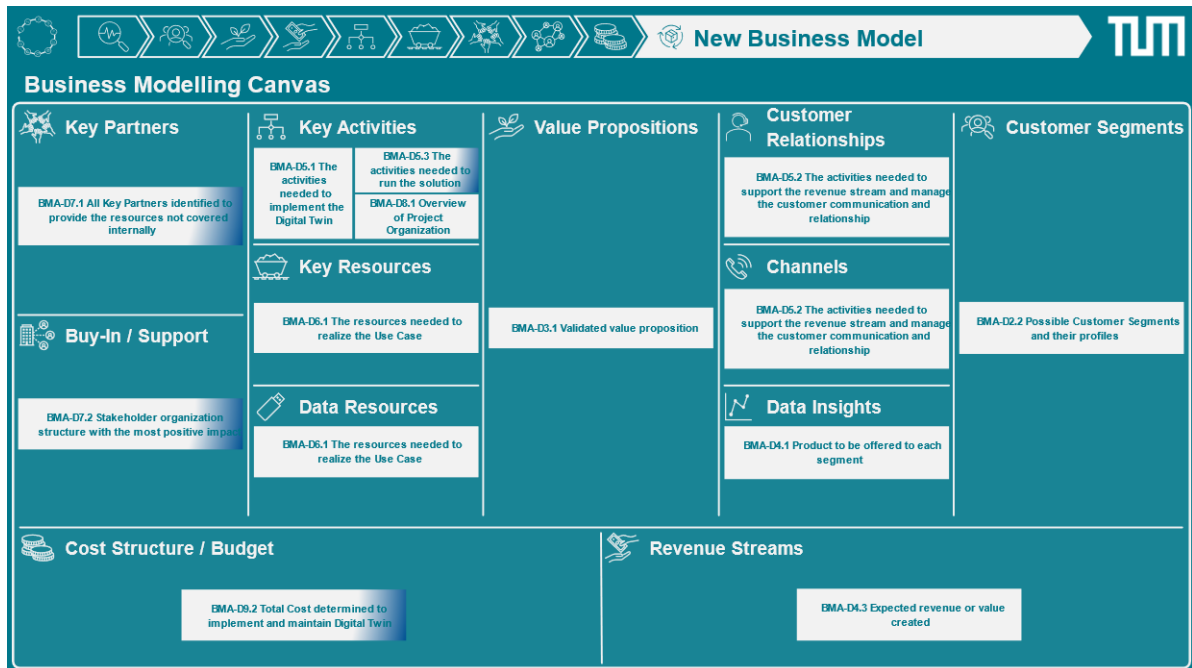 New Business Model
TUM
Business Modelling Canvas
Key Partners
BMA-D7.1 All Key Partners identified to
provide the resources not covered
internally
Buy-In / Support
BMA-D7.2 Stakeholder organization
structure with the most positive impac
Key Activities
BMA-D5.1 The
activities
needed to
implement the
Digital Twin
BMA-D5.3 The
activities needed to
run the solution
BMA-D8.1 Overview
of Project
Organization
Key Resources
BMA-D6.1 The resources needed to
realize the Use Case
Data Resources
BMA-D6.1 The resources needed to
realize the Use Case
Value Propositions
BMA-D3.1 Validated value proposition
Customer
Relationships
BMA-D5.2 The activities needed to
support the revenue stream and manage
the customer communication and
relationship
Channels
BMA-D5.2 The activities needed to
support the revenue stream and manage
the customer communication and
relationship
Data Insights
BMA-D4.1 Product to be offered to each
segment
Customer Segments
BMA-D2.2 Possible Customer Segments
and their profiles
Cost Structure / Budget
BMA-D9.2 Total Cost determined to
implement and maintain Digital Twin
Revenue Streams
BMA-D4.3 Expected revenue or value
created